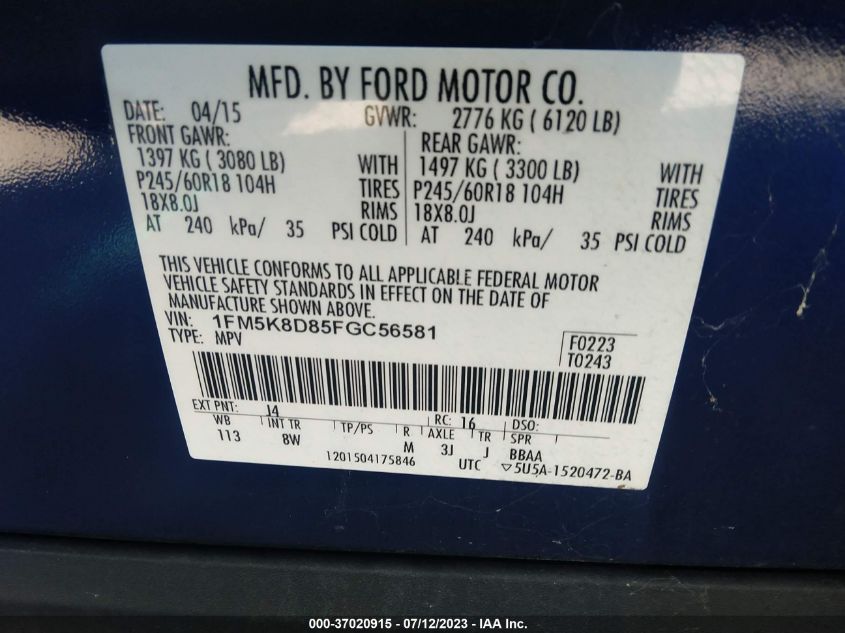 MFD. BY FORD MOTOR CO.
DATE: 04/15 GVWR: 2776 KG ( 6120 LB)
FRONT GAWR: REAR GAWR:
1397 KG ( 3080 LB) WITH 1497 KG ( 3300 LB) WITH
P245/60R18 104H TIRES P245/60R18 104H TIRES
18X8.0J RIMS 18X8.0J RIMS
AT 240 kPa/ 35 PSI COLD AT 240 kPa/ 35 PSI COLD
THIS VEHICLE CONFORMS TO ALL APPLICABLE FEDERAL MOTOR
VEHICLE SAFETY STANDARDS IN EFFECT ON THE DATE OF
MANUFACTURE SHOWN ABOVE.
VIN: 1FM5K8D85FGC56581
TYPE: MPV
F0223
T0243
EXT PNT: J4 RC: 16 DSO:
WB INT TR TP/PS R AXLE TR SPR
113 8W M 3J J BBAA
1201504175846 UTC ▽5U5A-1520472-BA
000-37020915 - 07/12/2023 - IAA Inc.